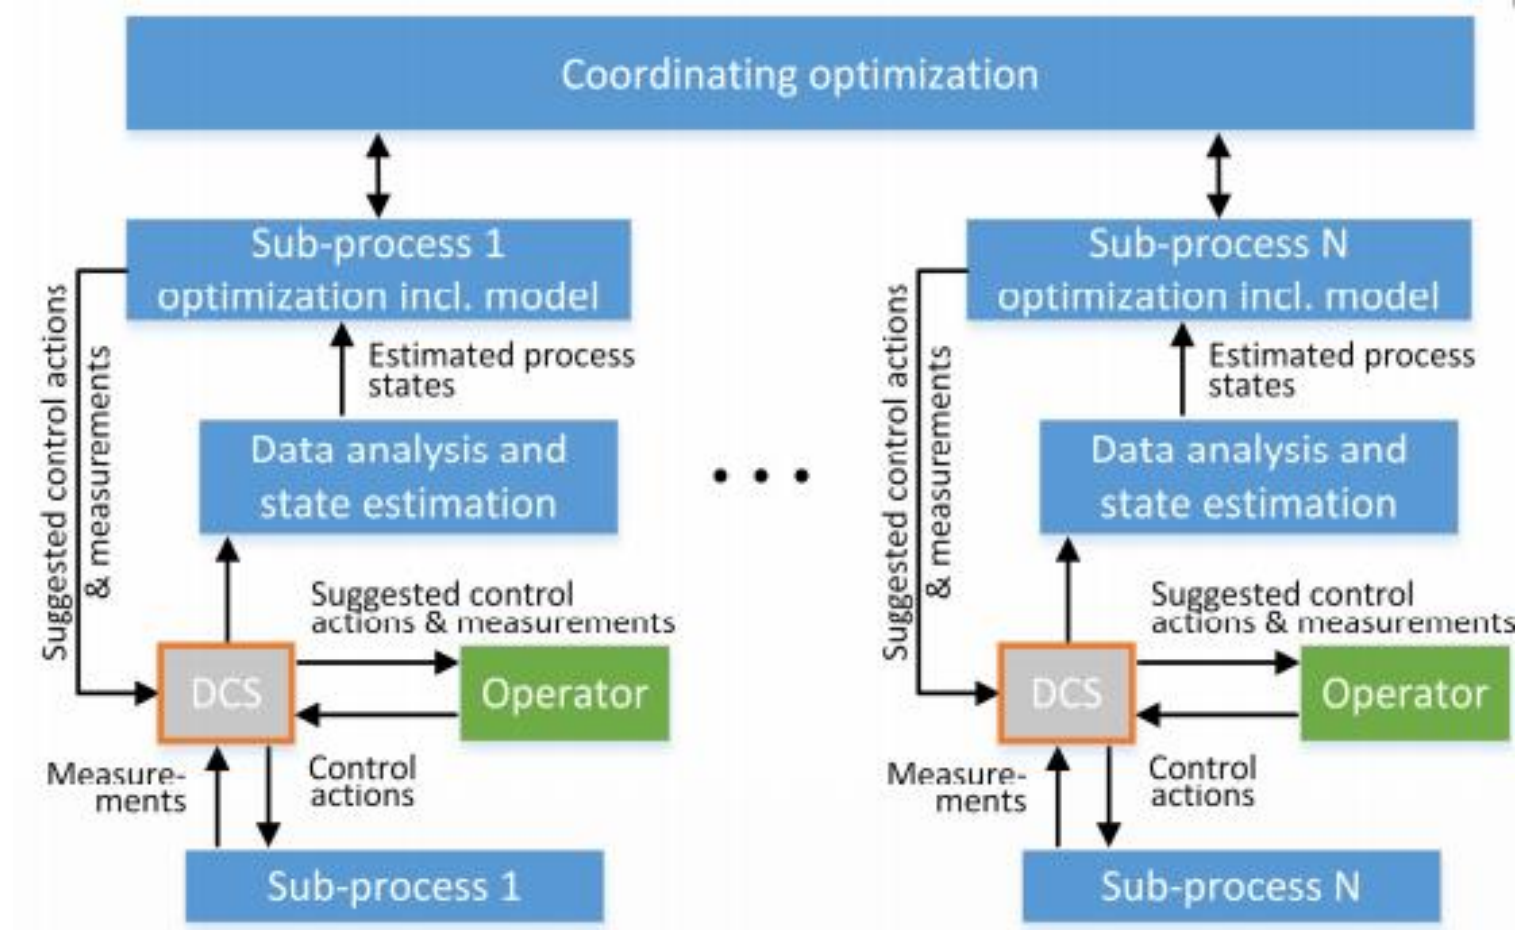 Coordinating optimization
Sub-process 1
optimization incl. model
Suggested control actions
& measurements
Estimated process
states
Data analysis and
state estimation
Suggested control
actions & measurements
DCS
Operator
Measure-
ments
Control
actions
Sub-process 1
Sub-process N
optimization incl. model
Suggested control actions
& measurements
Estimated process
states
Data analysis and
state estimation
Suggested control
actions & measurements
DCS
Operator
Measure-
ments
Control
actions
Sub-process N